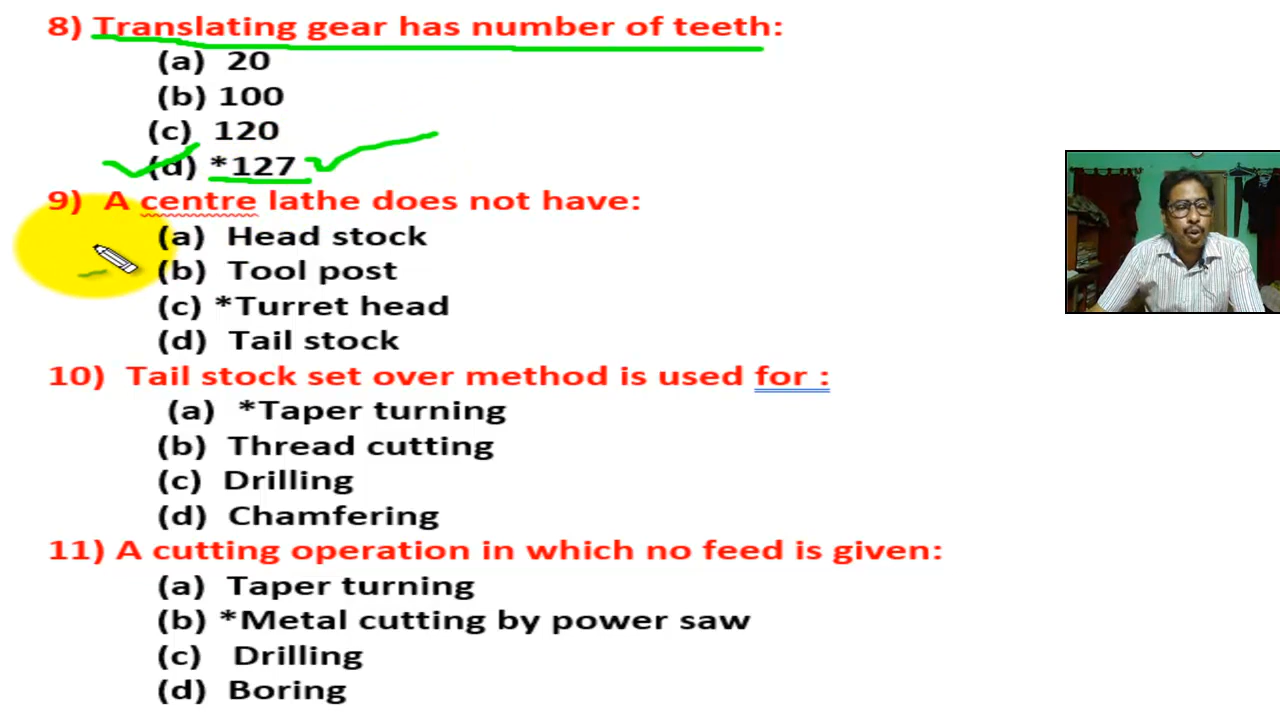 8) Translating gear has number of teeth:
(a) 20
(b) 100
(c) 120
(d) *127
9) A centre lathe does not have:
(a) Head stock
(b) Tool post
(c) *Turret head
(d) Tail stock
10) Tail stock set over method is used for :
(a) *Taper turning
(b) Thread cutting
(c) Drilling
(d) Chamfering
11) A cutting operation in which no feed is given:
(a) Taper turning
(b) *Metal cutting by power saw
(c) Drilling
(d) Boring